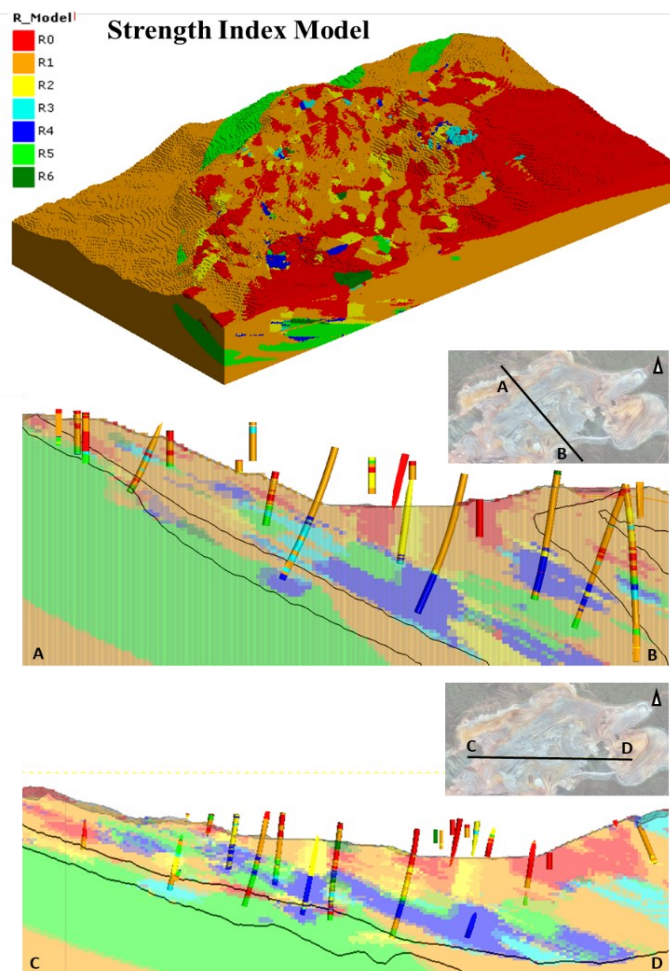 R_Model
Strength Index Model
R0
R1
R2
R3
R4
R5
R6
A
B
A
B
C
D
C
D